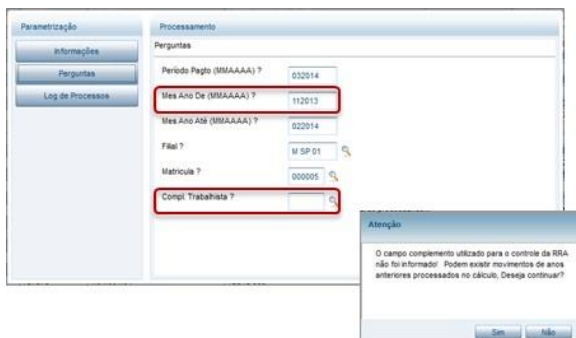 Parametrização
Informações
Perguntas
Log de Processos
Processamento
Perguntas
Período Pagto (MMAAAA) ?
032014
Mes Ano De (MMAAAA) ?
112013
Mes Ano Até (MMAAAA) ?
022014
Filial ?
M SP 01
Matricula ?
000005
Compl. Trabalhista ?
Atenção
O campo complemento utilizado para o controle da RRA
não foi informado! Podem existir movimentos de anos
anteriores processados no cálculo, Deseja continuar?
Sim
Não